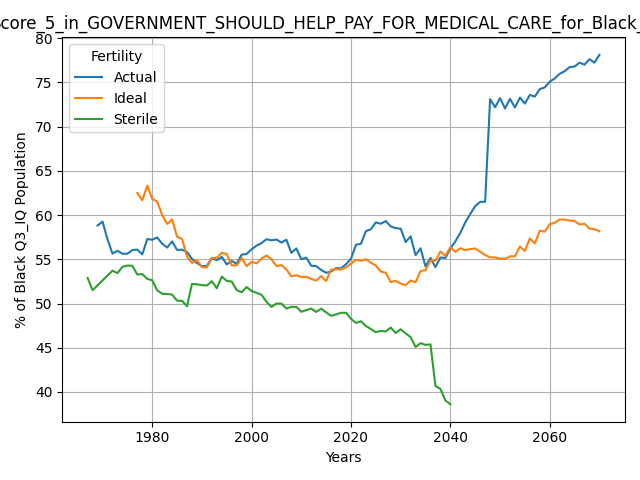 core_5_in_GOVERNMENT_SHOULD_HELP_PAY_FOR_MEDICAL_CARE_for_Black_
80
75
70
65
60
55
50
45
40
% of Black Q3_IQ Population
Fertility
Actual
Ideal
Sterile
1980
2000
2020
2040
2060
Years